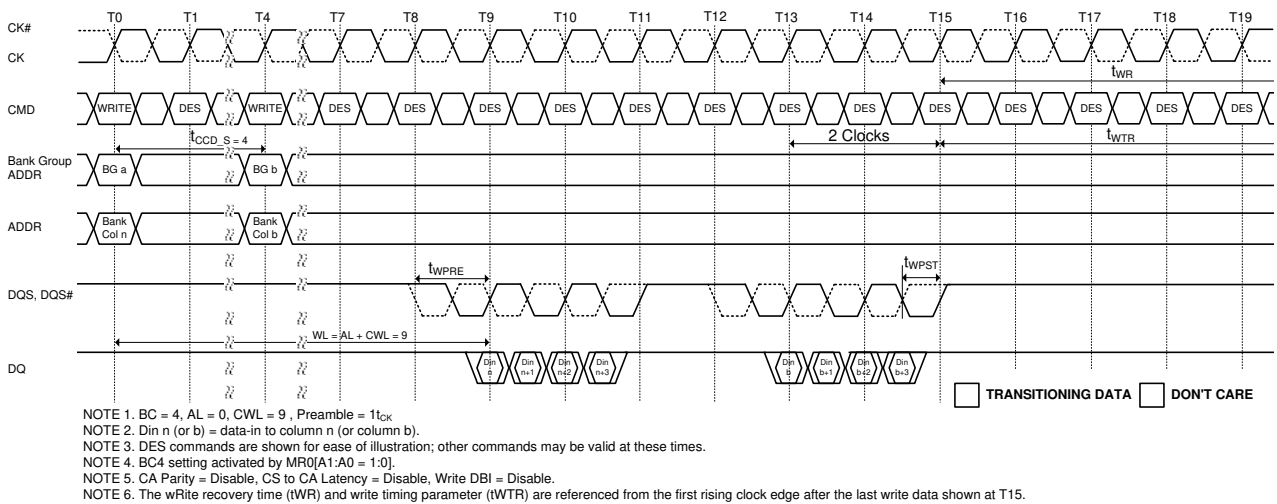 T0 T1 T4 T7 T8 T9 T10 T11 T12 T13 T14 T15 T16 T17 T18 T19
CK#
CK
tWR
CMD WRITE DES WRITE DES DES DES DES DES DES DES DES DES DES DES DES DES
tCCD_S = 4
2 Clocks
tWTR
Bank Group
ADDR
BG a BG b
ADDR
Bank
Col n
Bank
Col b
tWPRE
tWPST
DQS, DQS#
WL = AL + CWL = 9
DQ
Din
n
Din
n+1
Din
n+2
Din
n+3
Din
b
Din
b+1
Din
b+2
Din
b+3
TRANSITIONING DATA DON'T CARE
NOTE 1. BC = 4, AL = 0, CWL = 9 , Preamble = 1tCK
NOTE 2. Din n (or b) = data-in to column n (or column b).
NOTE 3. DES commands are shown for ease of illustration; other commands may be valid at these times.
NOTE 4. BC4 setting activated by MR0[A1:A0 = 1:0].
NOTE 5. CA Parity = Disable, CS to CA Latency = Disable, Write DBI = Disable.
NOTE 6. The wRite recovery time (tWR) and write timing parameter (tWTR) are referenced from the first rising clock edge after the last write data shown at T15.